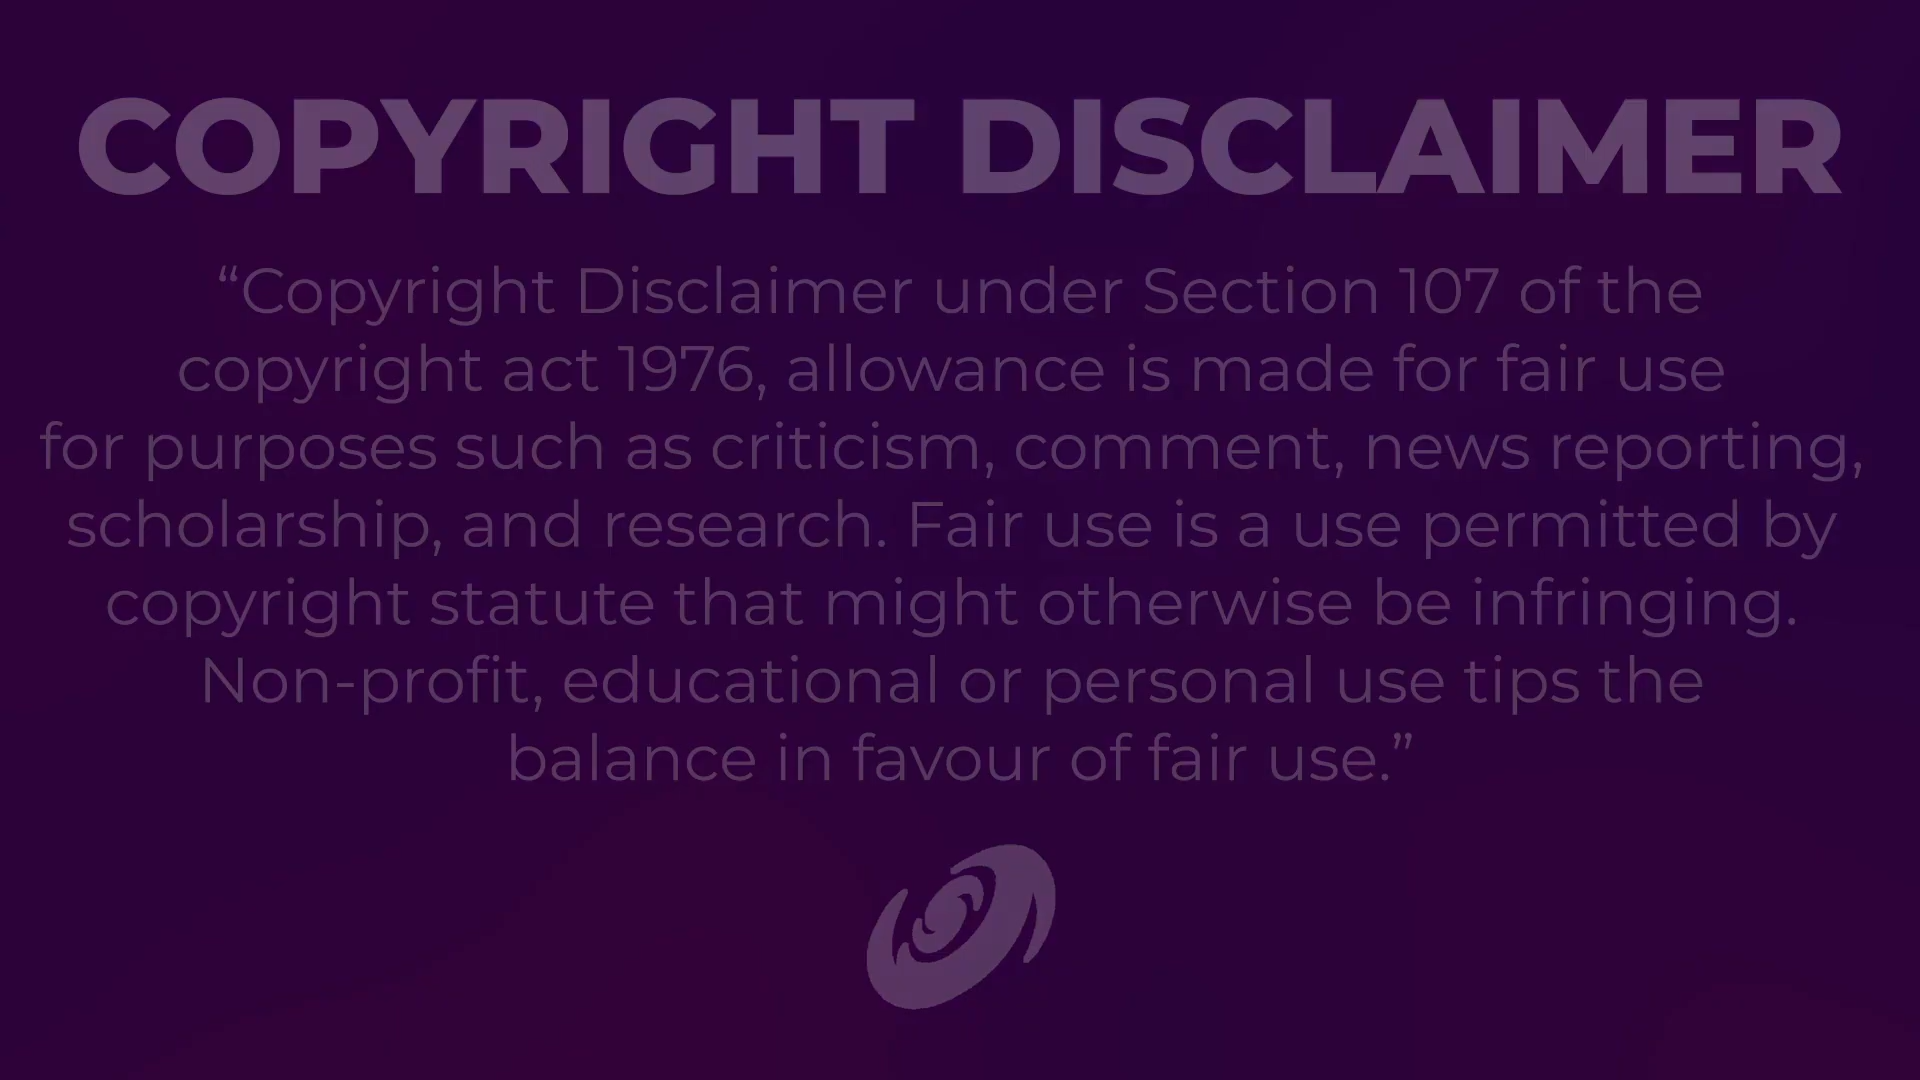 COPYRIGHT DISCLAIMER
“Copyright Disclaimer under Section 107 of the
copyright act 1976, allowance is made for fair use
for purposes such as criticism, comment, news reporting,
scholarship, and research. Fair use is a use permitted by
copyright statute that might otherwise be infringing.
Non-profit, educational or personal use tips the
balance in favour of fair use.”